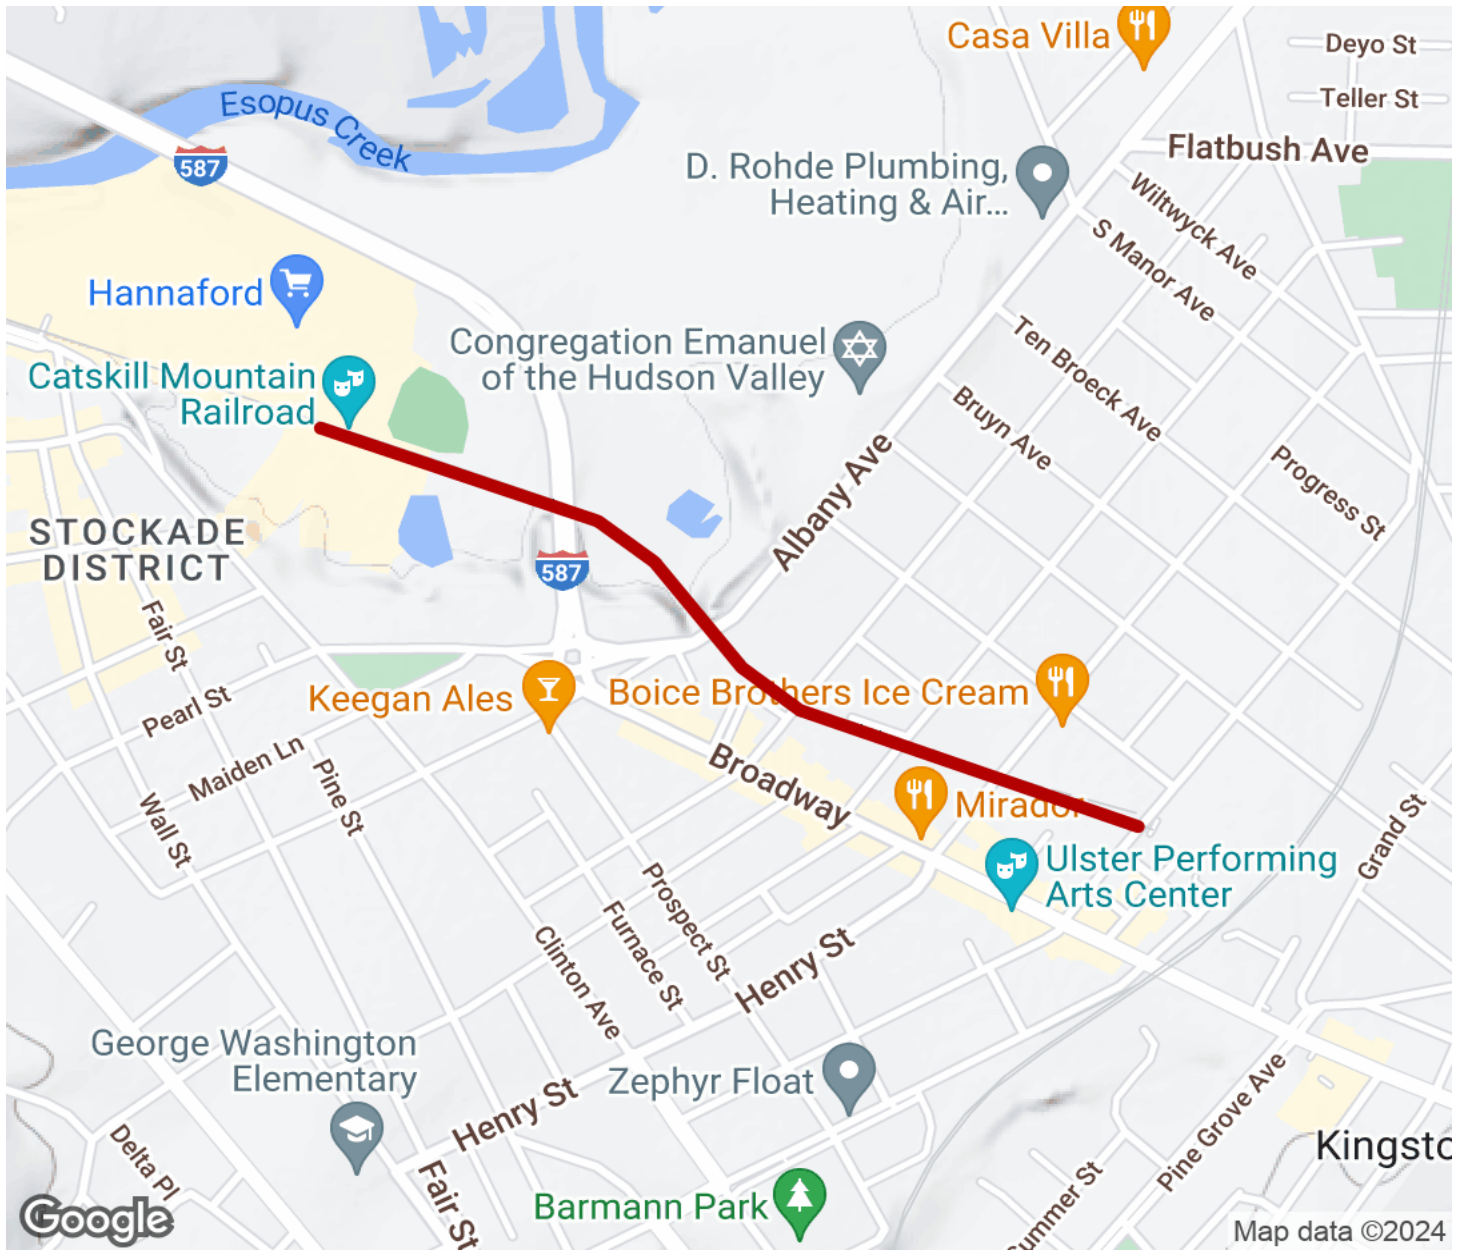 Casa Villa
Deyo St
Teller St
Esopus Creek
587
Flatbush Ave
D. Rohde Plumbing,
Heating & Air...
Wiltwyck Ave
S Manor Ave
Hannaford
Congregation Emanuel
of the Hudson Valley
Catskill Mountain
Railroad
Ten Broeck Ave
Bruyn Ave
Progress St
Albany Ave
STOCKADE
DISTRICT
587
Fair St
Pearl St
Keegan Ales
Boice Brothers Ice Cream
Maiden Ln
Pine St
Wall St
Broadway
Mirador
Grand St
Ulster Performing
Arts Center
Prospect St
Furnace St
Clinton Ave
Henry St
George Washington
Elementary
Zephyr Float
Henry St
Pine Grove Ave
Kingsto
Delta Pl
Fair St
Barmann Park
Summer St
Google
Map data ©2024